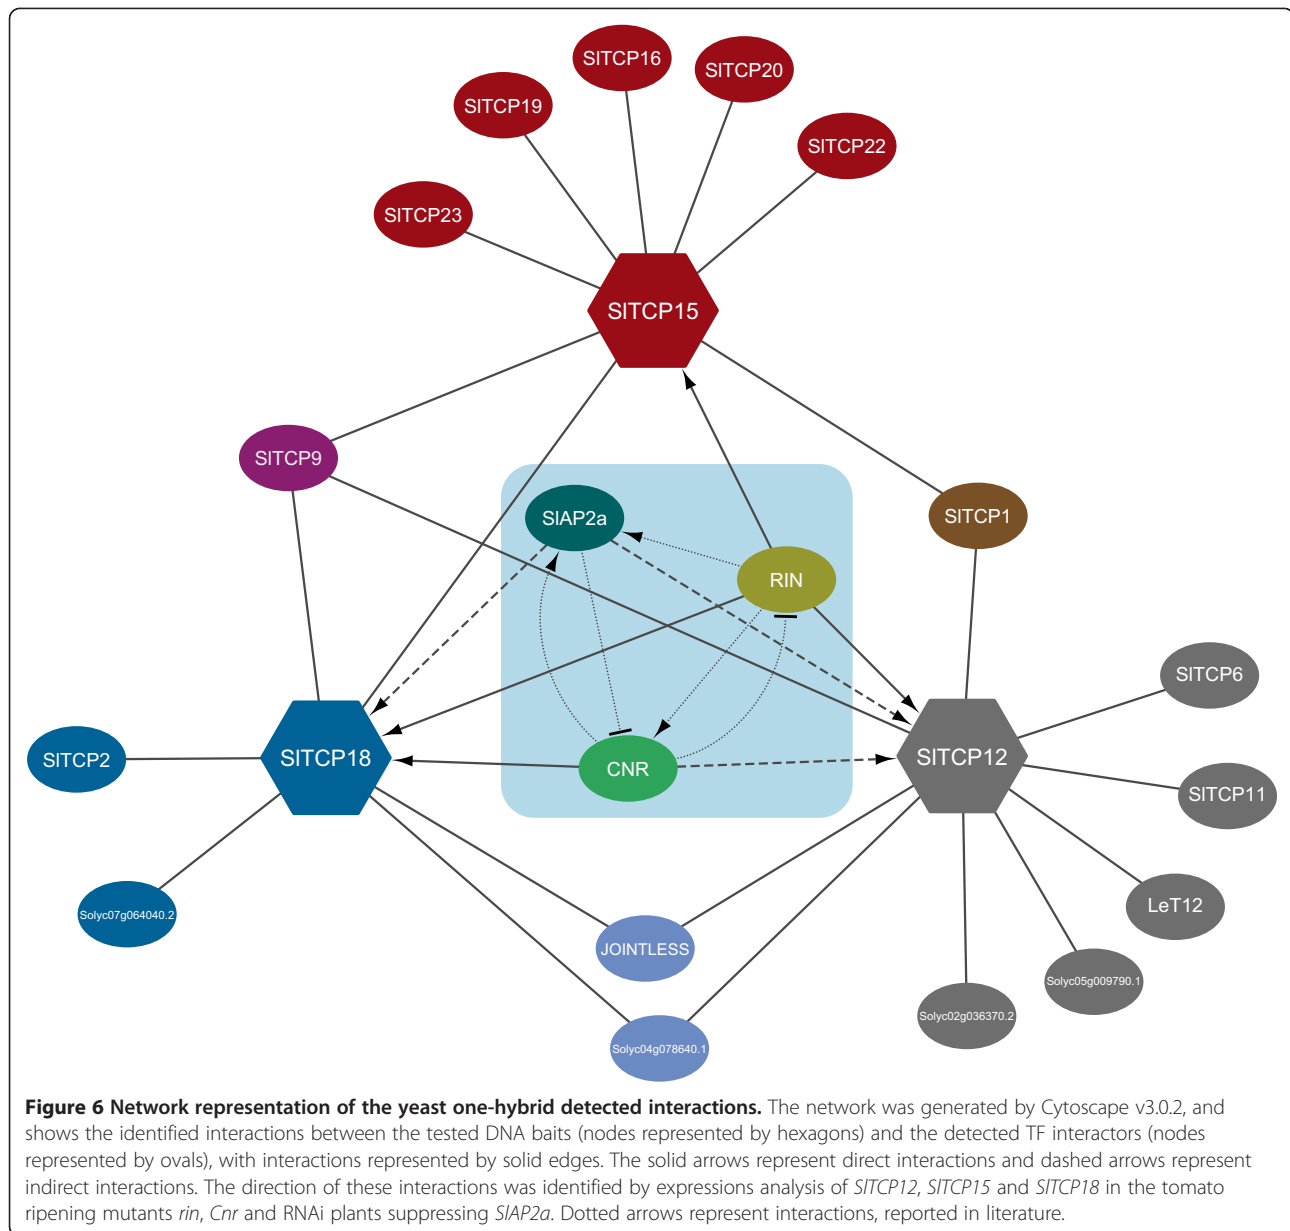 SlTCP16
SlTCP20
SlTCP19
SlTCP22
SlTCP23
SlTCP15
SlTCP9
SlAP2a
SlTCP1
RIN
SlTCP6
SlTCP2
SlTCP18
CNR
SlTCP12
SlTCP11
Solyc07g064040.2
LeT12
JOINTLESS
Solyc05g009790.1
Solyc02g036370.2
Solyc04g078640.1
Figure 6 Network representation of the yeast one-hybrid detected interactions. The network was generated by Cytoscape v3.0.2, and
shows the identified interactions between the tested DNA baits (nodes represented by hexagons) and the detected TF interactors (nodes
represented by ovals), with interactions represented by solid edges. The solid arrows represent direct interactions and dashed arrows represent
indirect interactions. The direction of these interactions was identified by expressions analysis of SlTCP12, SlTCP15 and SlTCP18 in the tomato
ripening mutants rin, Cnr and RNAi plants suppressing SlAP2a. Dotted arrows represent interactions, reported in literature.